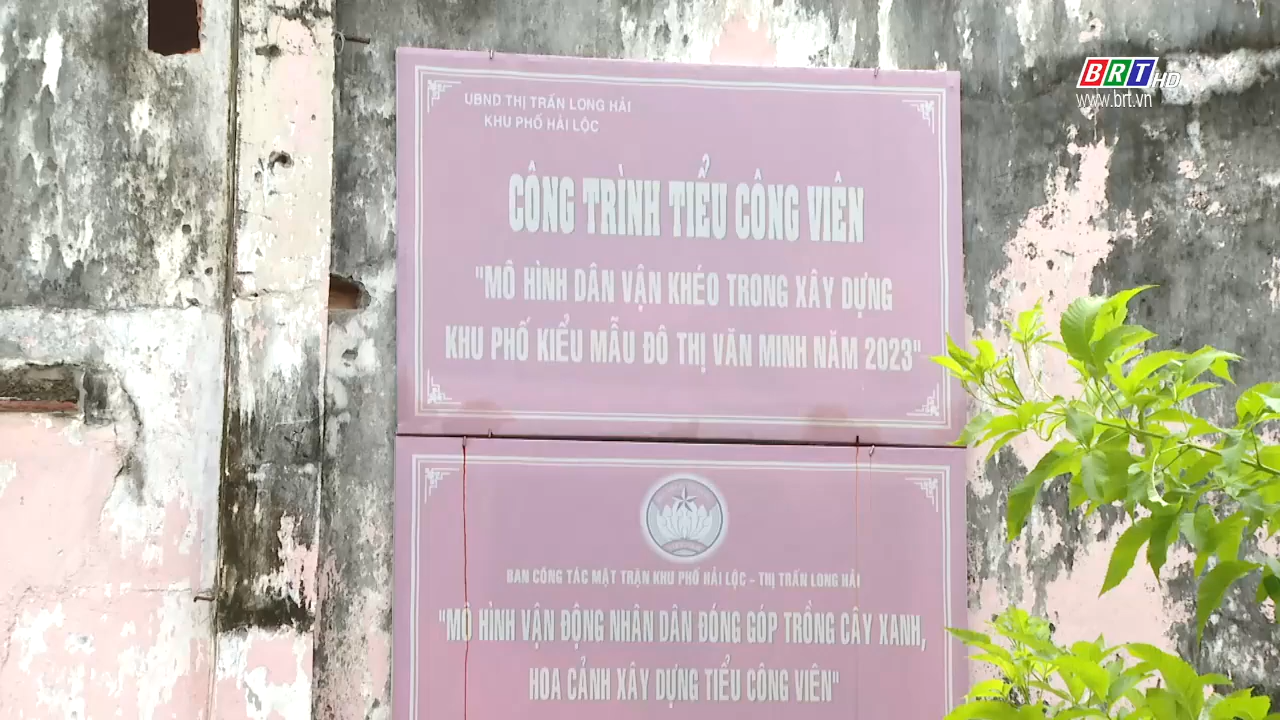 BRT HD
www.brt.vn
UBND THỊ TRẤN LONG HẢI
KHU PHỐ HẢI LỘC
CÔNG TRÌNH TIỂU CÔNG VIÊN
"MÔ HÌNH DÂN VẬN KHÉO TRONG XÂY DỰNG
KHU PHỐ KIỂU MẪU ĐÔ THỊ VĂN MINH NĂM 2023"
BAN CÔNG TÁC MẶT TRẬN KHU PHỐ HẢI LỘC - THỊ TRẤN LONG HẢI
"MÔ HÌNH VẬN ĐỘNG NHÂN DÂN ĐÓNG GÓP TRỒNG CÂY XANH,
HOA CẢNH XÂY DỰNG TIỂU CÔNG VIÊN"